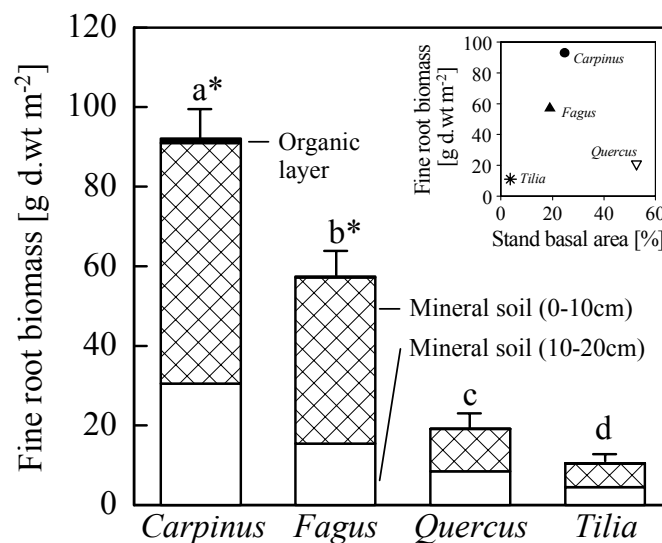 Fine root biomass [g d.wt m-2]
120
100
80
60
40
20
0
a*
b*
c
d
Organic
layer
Mineral soil (0-10cm)
Mineral soil (10-20cm)
Carpinus Fagus Quercus Tilia
Fine root biomass
[g d.wt m-2]
100
80
60
40
20
0
Carpinus
Fagus
Quercus
Tilia
0 20 40 60
Stand basal area [%]